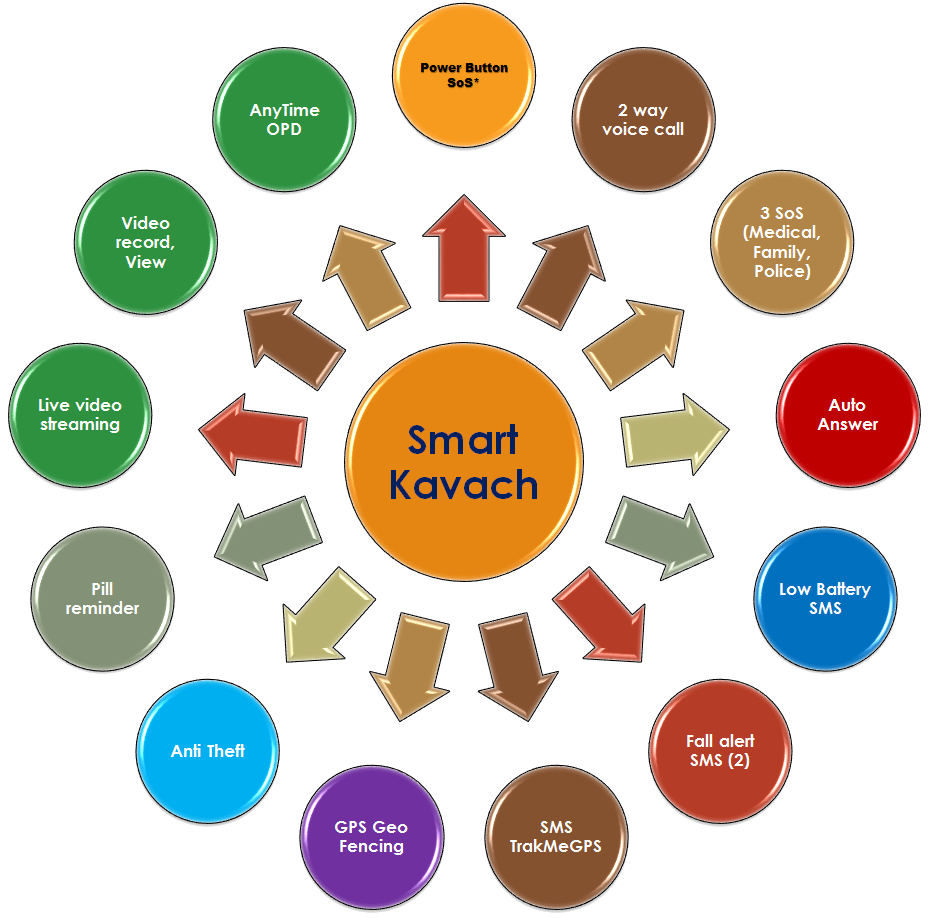 Power Button
SoS*
2 way
voice call
3 SoS
(Medical,
Family,
Police)
Auto
Answer
Low Battery
SMS
Fall alert
SMS (2)
SMS
TrakMeGPS
GPS Geo
Fencing
Anti Theft
Pill
reminder
Live video
streaming
Video
record,
View
AnyTime
OPD
Smart
Kavach